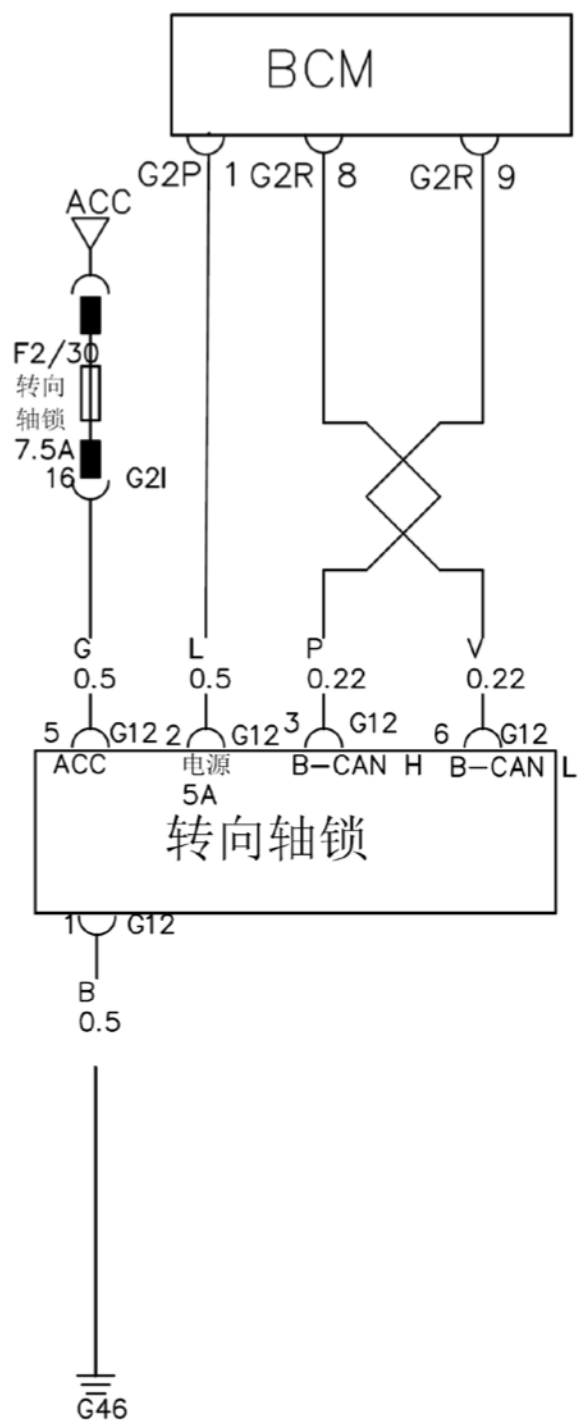 BCM
G2P 1 G2R 8 G2R 9
ACC
F2/30
转向
轴锁
7.5A
16 G2I
G L P V
0.5 0.5 0.22 0.22
5 G12 2 G12 3 G12 6 G12
ACC 电源 B-CAN H B-CAN L
5A
转向轴锁
1 G12
B
0.5
G46